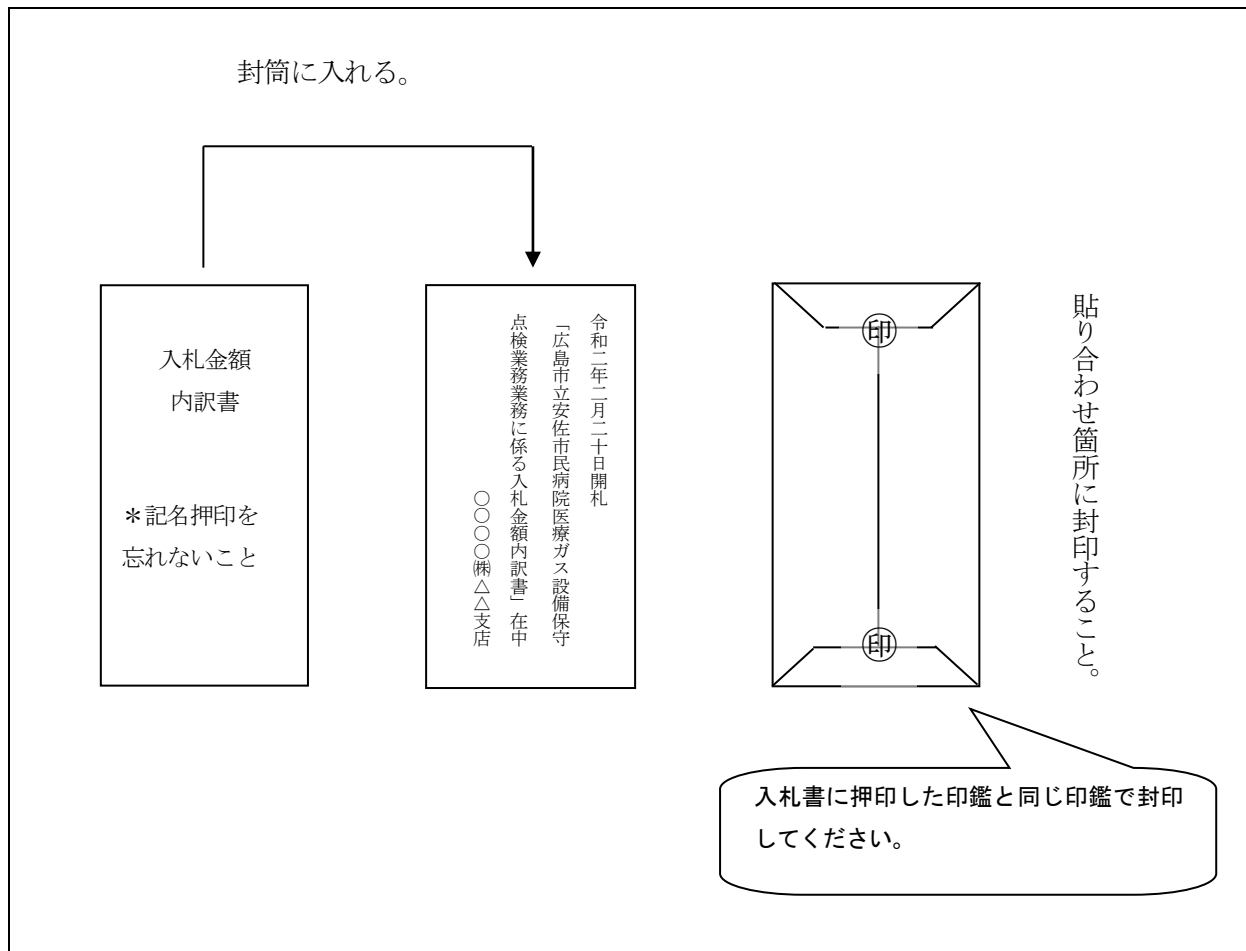 封筒に入れる。
入札金額
内訳書
＊記名押印を
忘れないこと
令和二年二月二十日開札
「広島市立安佐市民病院医療ガス設備保守
点検業務業務に係る入札金額内訳書」在中
○○○○㈱△△支店
印
印
貼り合わせ箇所に封印すること。
入札書に押印した印鑑と同じ印鑑で封印
してください。